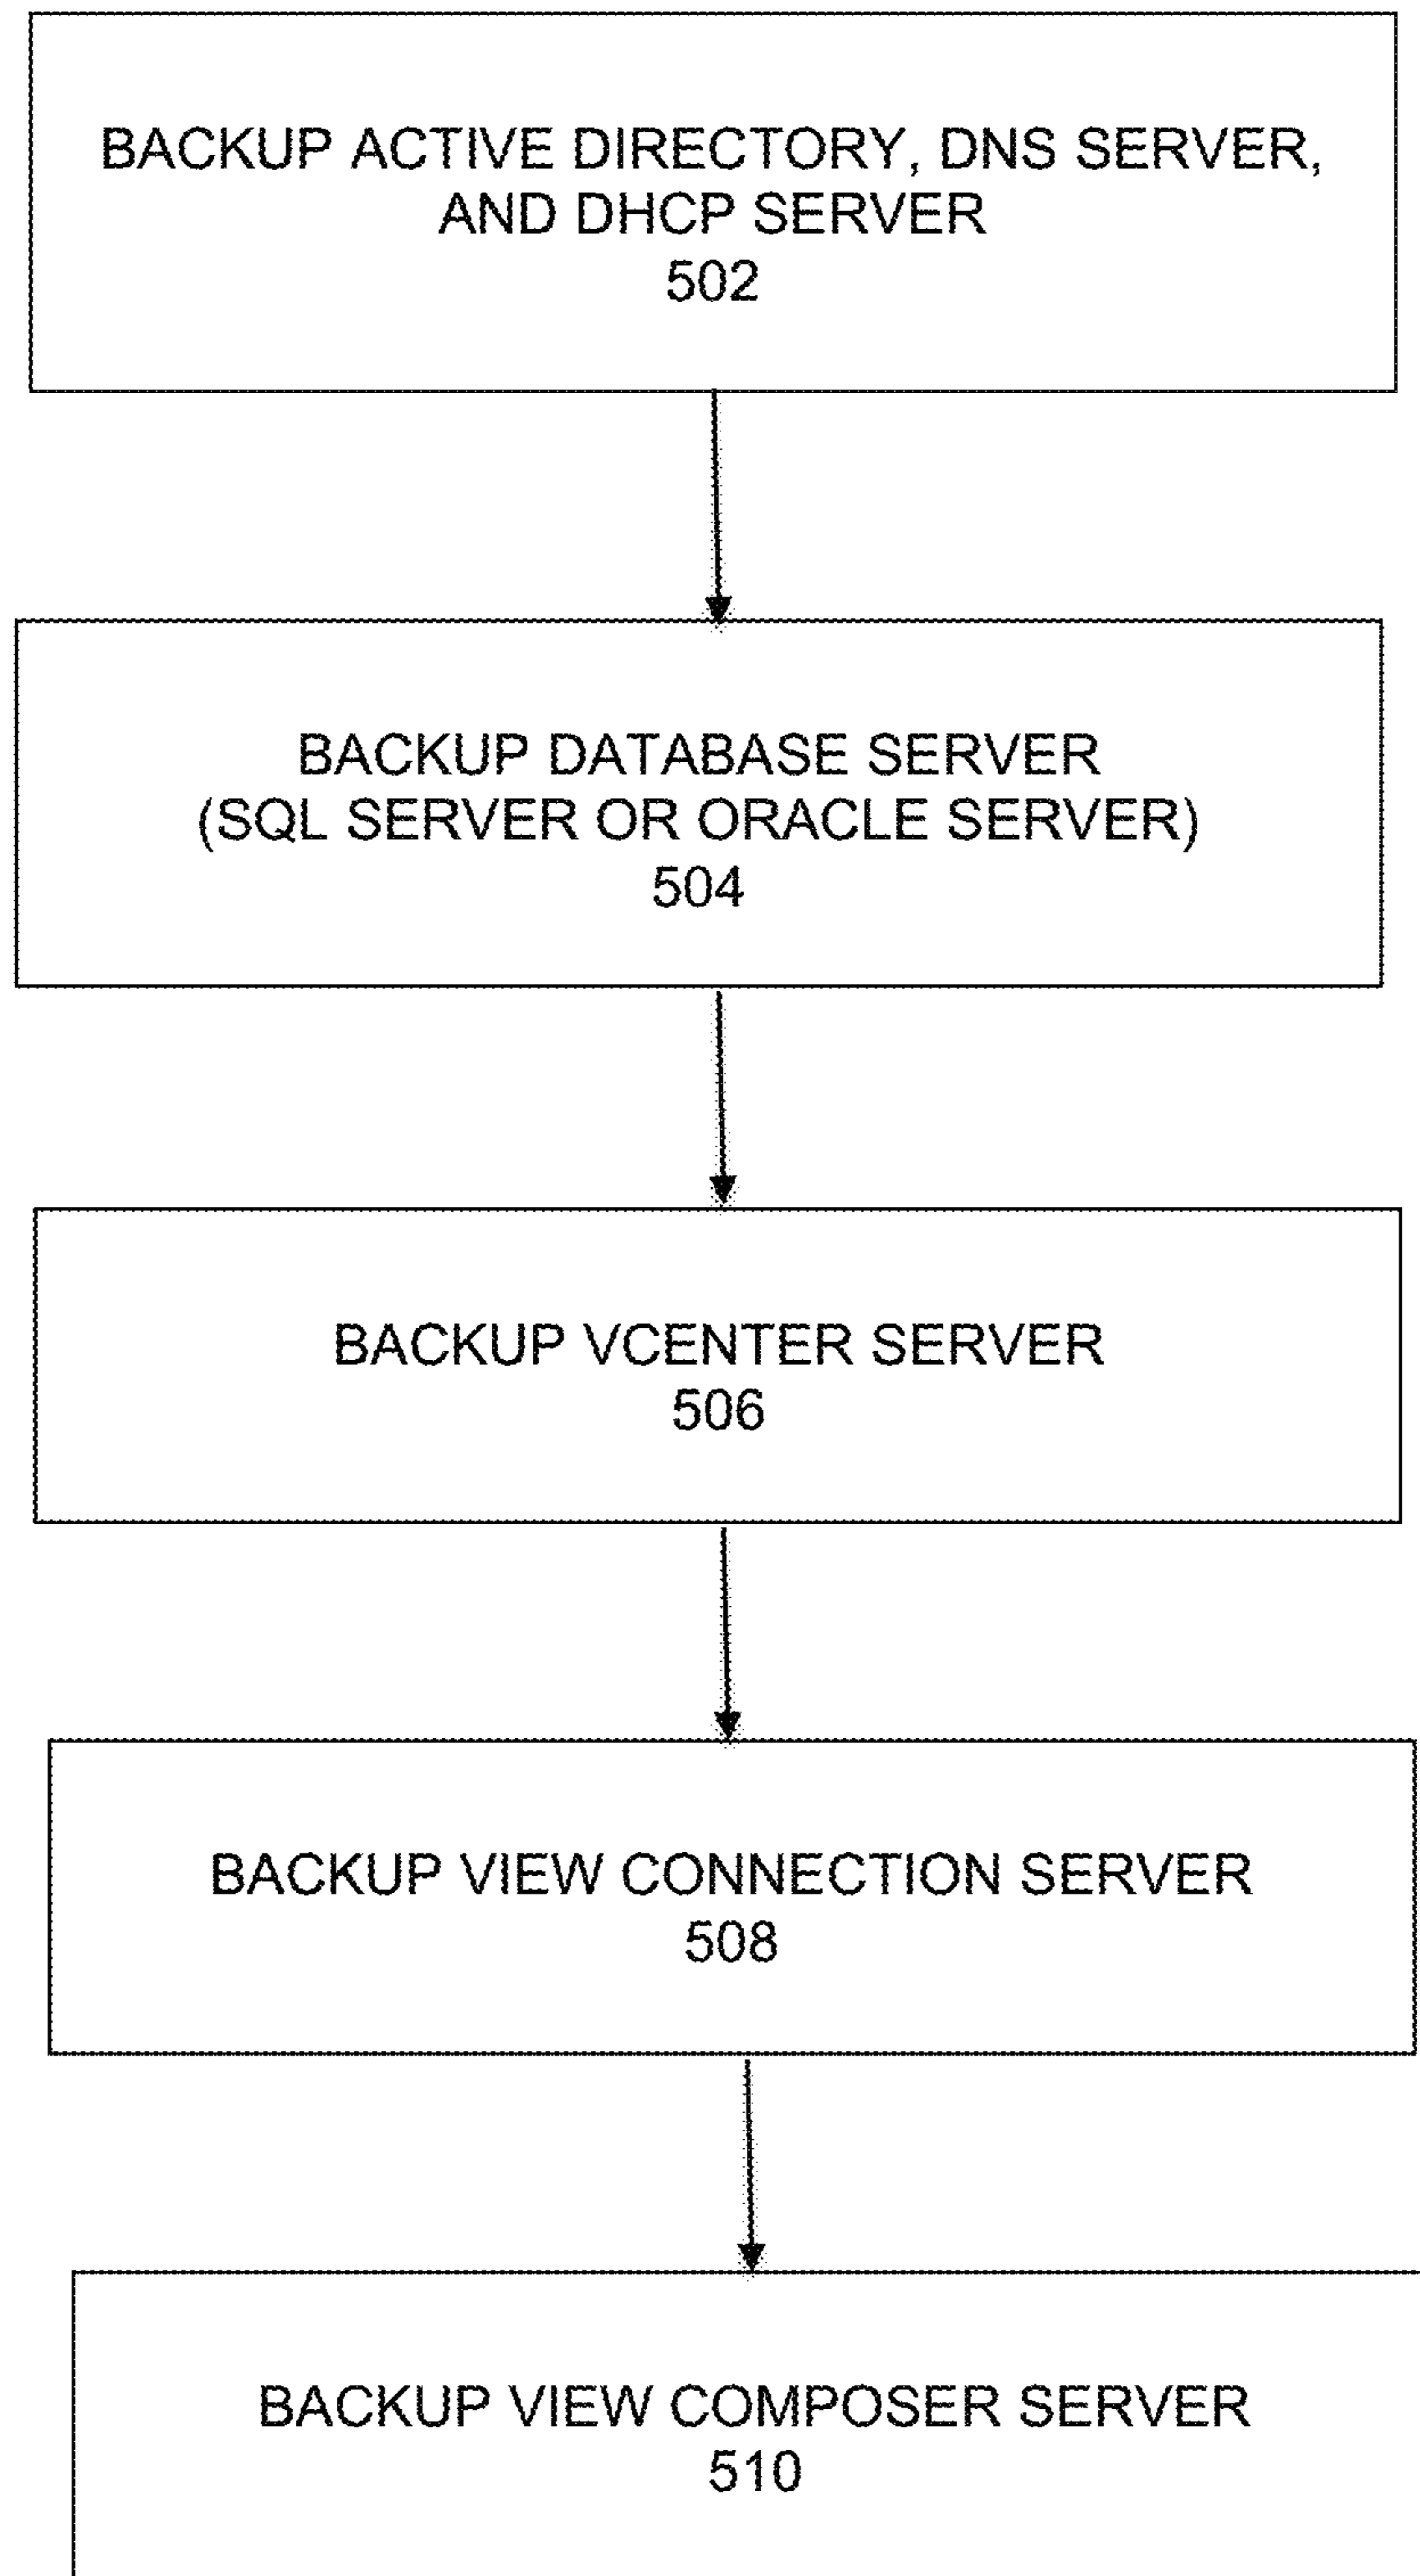 BACKUP ACTIVE DIRECTORY, DNS SERVER,
AND DHCP SERVER
502
BACKUP DATABASE SERVER
(SQL SERVER OR ORACLE SERVER)
504
BACKUP VCENTER SERVER
506
BACKUP VIEW CONNECTION SERVER
508
BACKUP VIEW COMPOSER SERVER
510